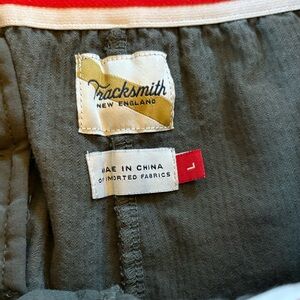 Tracksmith
NEW ENGLAND
MADE IN CHINA
OF IMPORTED FABRICS
L